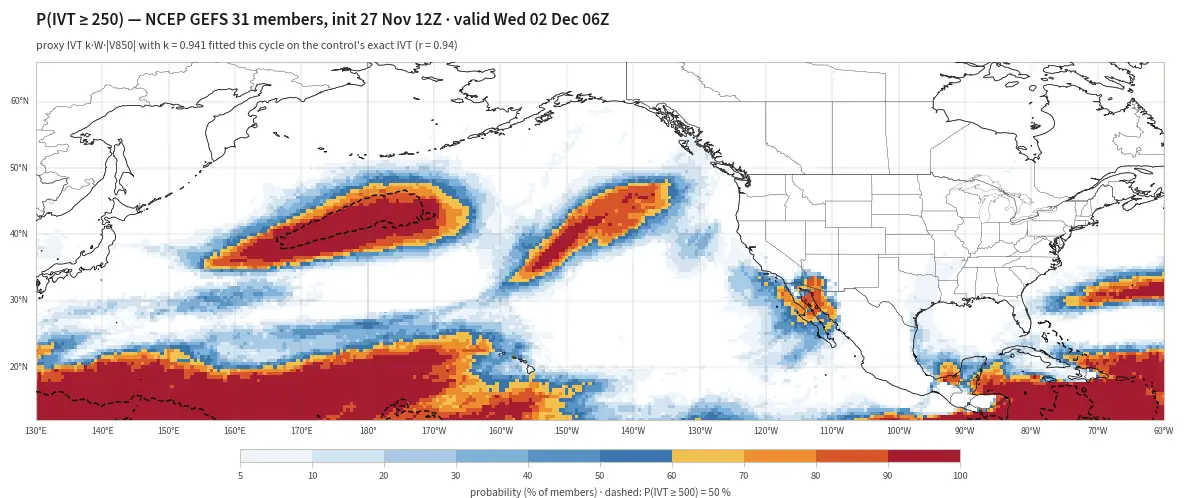 P(IVT ≥ 250) — NCEP GEFS 31 members, init 27 Nov 12Z · valid Wed 02 Dec 06Z
proxy IVT k·W·|V850| with k = 0.941 fitted this cycle on the control's exact IVT (r = 0.94)
60°N
50°N
40°N
30°N
20°N
130°E 140°E 150°E 160°E 180° 170°W 160°W 150°W 140°W 130°W 120°W 110°W 100°W 90°W 80°W 70°W 60°W
5 10 20 30 40 50 60 70 80 90 100
probability (% of members) · dashed: P(IVT ≥ 500) = 50 %